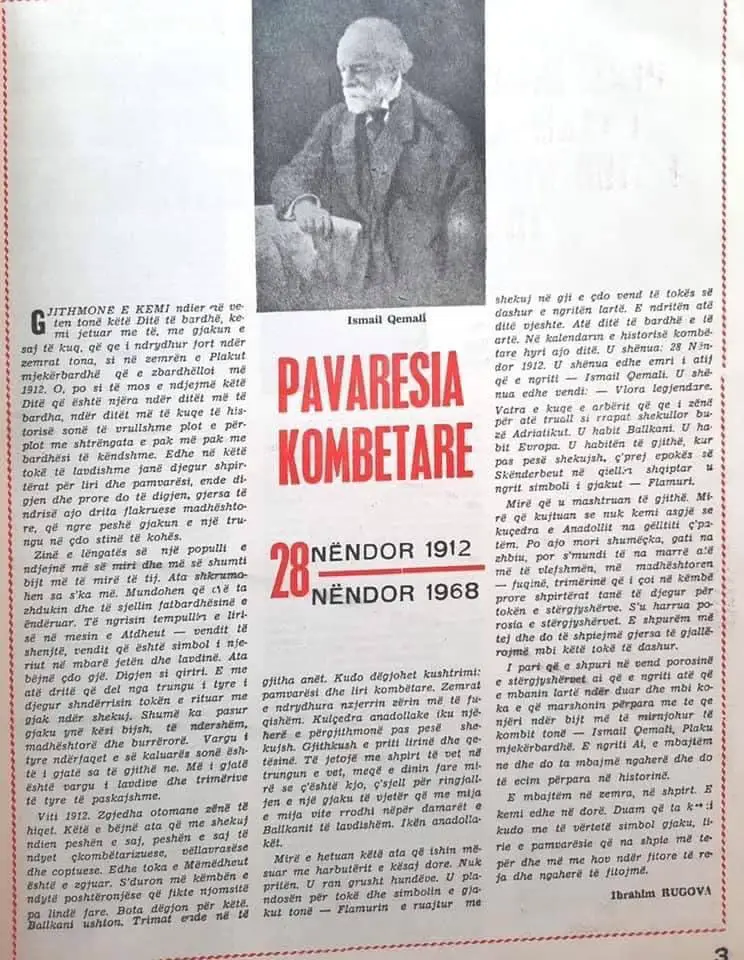 Ismail Qemali
PAVARESIA
KOMBETARE
28 NËNDOR 1912
NËNDOR 1968
GJITHMONE E KEMI ndier në ve-
ten tonë këtë Ditë të bardhë, ke-
mi jetuar me të, me gjakun e
saj të kuq, që qe i ndrydhur fort ndër
zemrat tona, si në zemrën e Plakut
mjekërbardhë që e zbardhëlloi më
1912. O, po si të mos e ndjejmë këtë
Ditë që është njëra ndër ditët më të
bardha, ndër ditët më të kuqe të his-
torisë sonë të vrullshme plot e për-
plot me shtrëngata e pak më pak me
bardhësi të këndshme. Edhe në këtë
tokë të lavdishme janë djegur shpir-
tërat për liri dhe pamvarësi, ende di-
gjen dhe prore do të digjen, gjersa të
ndrisë ajo drita flakruese madhështo-
re, që ngre peshë gjakun e një tru-
ngu në çdo stinë të kohës.
Zinë e lëngatës së një populli e
ndjejnë më së miri dhe më së shumti
bijt më të mirë të tij. Ata shkrumo-
hen sa s'ka më. Mundohen që atë ta
zhdukin dhe të sjellin fatbardhësinë e
ëndëruar. Të ngrisin tempullin e liri-
së në mesin e Atdheut — vendit të
shenjtë, vendit që është simbol i nje-
riut në mbarë jetën dhe lavdinë. Ata
bëjnë çdo gjë. Digjen si qiriri. E me
atë dritë që del nga trungu i tyre i
djegur shndërrisin tokën e rituar me
gjak ndër shekuj. Shumë ka pasur
gjaku ynë kësi bijsh, të ndershëm,
madhështorë dhe burrërorë. Vargu i
tyre ndërfaqet e së kaluarës sonë ësh-
të i gjatë sa të gjithë ne. Më i gjatë
është vargu i lavdive dhe trimërive
të tyre të paskajshme.
Viti 1912. Zgjedha otomane zënë të
hiqet. Këtë e bëjnë ata që me shekuj
ndien peshën e saj, peshën e saj të
ndyet çkombëtarizuese, vëllavrasëse
dhe coptuese. Edhe toka e Mëmëdheut
është e zgjuar. S'duron më këmbën e
ndytë poshtëronjëse që fikte njomsitë
pa lindë fare. Bota dëgjon për këtë.
Ballkani ushton. Trimat ende në të
gjitha anët. Kudo dëgjohet kushtrimi:
pamvarësi dhe liri kombëtare. Zemrat
e ndrydhura nxjerrin zërin më të fu-
qishëm. Kulçedra anadollake iku një-
herë e përgjithmonë pas pesë she-
kujsh. Gjithkush e priti lirinë dhe qe-
tësinë. Të jetojë me shpirt të vet në
trungun e vet, meqë e dinin fare mi-
rë se ç'është kjo, ç'sjell për ringjall-
jen e një gjaku të vjetër që me mija
e mija vite rrodhi nëpër damarët e
Ballkanit të lavdishëm. Ikën anadolla-
kët.
Mirë e hetuan këtë ata që ishin më-
suar me harbutërit e kësaj dore. Nuk
pritën. U ran grusht hundëve. U pla-
ndosën për tokë dhe simbolin e gja-
kut tonë — Flamurin e ruajtur me
shekuj në gji e çdo vend të tokës së
dashur e ngritën lartë. E ndritën atë
ditë vjeshte. Atë ditë të bardhë e të
artë. Në kalendarin e historisë kombë-
tare hyri ajo ditë. U shënua: 28 Nën-
dor 1912. U shënua edhe emri i atij
që e ngriti — Ismail Qemali. U shë-
nua edhe vendi: — Vlora legjendare.
Vatra e kuqe e arbërit që qe i zënë
për atë truall si rrapat shekullor bu-
zë Adriatikut. U habit Ballkani. U ha-
bit Evropa. U habitën të gjithë, kur
pas pesë shekujsh, ç'prej epokës së
Skënderbeut në qiellin shqiptar u
ngrit simboli i gjakut — Flamuri.
Mirë që u mashtruan të gjithë. Mi-
rë që kujtuan se nuk kemi asgjë se
kuçedra e Anadollit na gëlltiti ç'pa-
tëm. Po ajo mori shumëçka, gati na
zhbiu, por s'mundi të na marrë atë
më të vlefshmën, më madhështoren
— fuqinë, trimërinë që i çoi në këmbë
prore shpirtërat tanë të djegur për
tokën e stërgjyshërve. S'u harrua po-
rosia e stërgjyshërvet. E shpurëm më
tej dhe do të shpiejmë gjersa të gjallë-
rojmë mbi këtë tokë të dashur.
I pari që e shpuri në vend porosinë
e stërgjyshërvet ai që e ngriti atë që
e mbanin lartë ndër duar dhe mbi ko-
ka e që marshonin përpara me te qe
njëri ndër bijt më të mirnjohur të
kombit tonë — Ismail Qemali, Plaku
mjekërbardhë. E ngriti Ai, e mbajtëm
ne dhe do ta mbajmë ngaherë dhe do
të ecim përpara në historinë.
E mbajtëm në zemra, në shpirt. E
kemi edhe në dorë. Duam që ta kemi
kudo me të vërtetë simbol gjaku, li-
rie e pamvarësie që na shpie më te-
për dhe më me hov ndër fitore të re-
ja dhe ngaherë të fitojmë.
Ibrahim RUGOVA
3